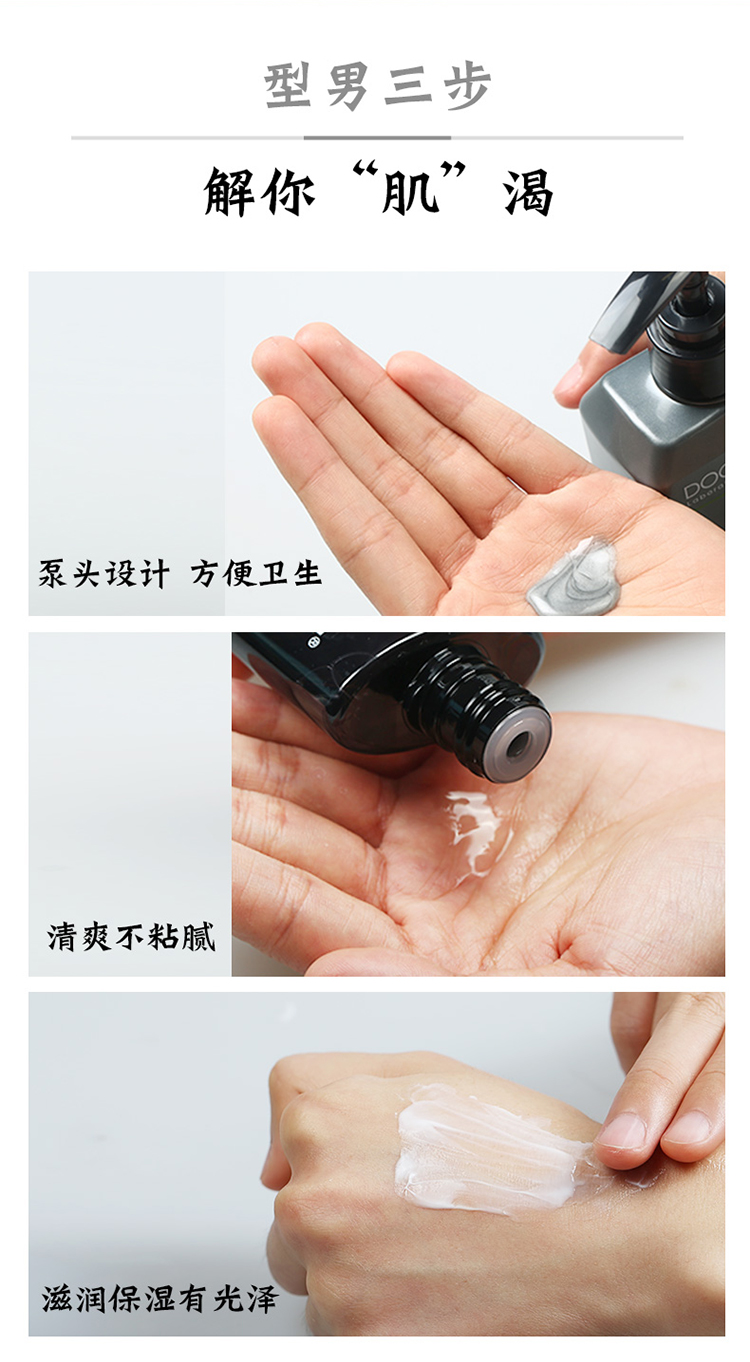 型男三步
解你“肌”渴
泵头设计 方便卫生
清爽不粘腻
滋润保湿有光泽